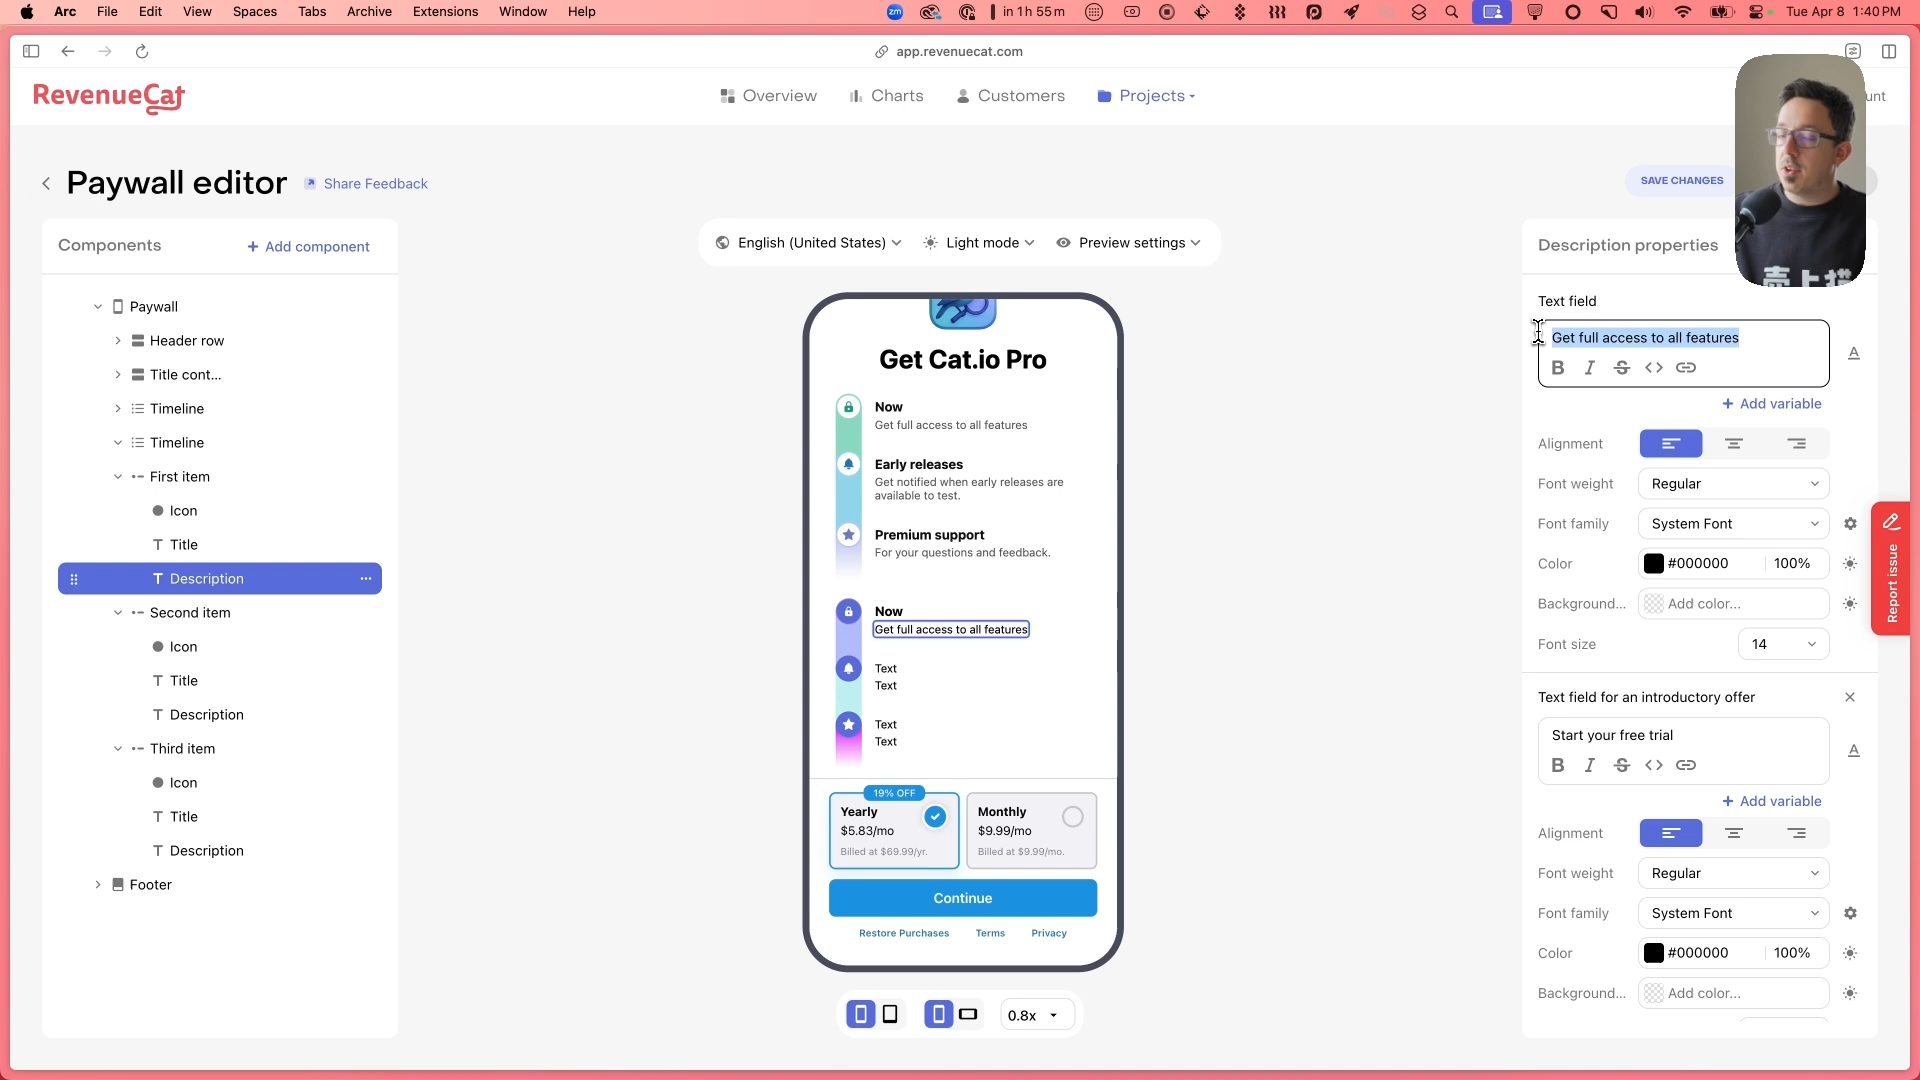 Arc File Edit View Spaces Tabs Archive Extensions Window Help
zm
in 1h 55m
Tue Apr 8 1:40 PM
app.revenuecat.com
RevenueCat
Overview Charts Customers Projects
unt
Paywall editor
Share Feedback
SAVE CHANGES
Components
Add component
Paywall
Header row
Title cont...
Timeline
Timeline
First item
Icon
Title
Description
Second item
Icon
Title
Description
Third item
Icon
Title
Description
Footer
English (United States)
Light mode
Preview settings
Get Cat.io Pro
Now
Get full access to all features
Early releases
Get notified when early releases are
available to test.
Premium support
For your questions and feedback.
Now
Get full access to all features
Text
Text
Text
Text
19% OFF
Yearly
$5.83/mo
Billed at $69.99/yr.
Monthly
$9.99/mo
Billed at $9.99/mo.
Continue
Restore Purchases Terms Privacy
0.8x
Description properties
売上
Text field
Get full access to all features
B I S <>
A
+ Add variable
Alignment
Font weight
Regular
Font family
System Font
Color
#000000
100%
Background...
Add color...
Font size
14
Text field for an introductory offer
Start your free trial
B I S <>
A
+ Add variable
Alignment
Font weight
Regular
Font family
System Font
Color
#000000
100%
Background...
Add color...
Report issue